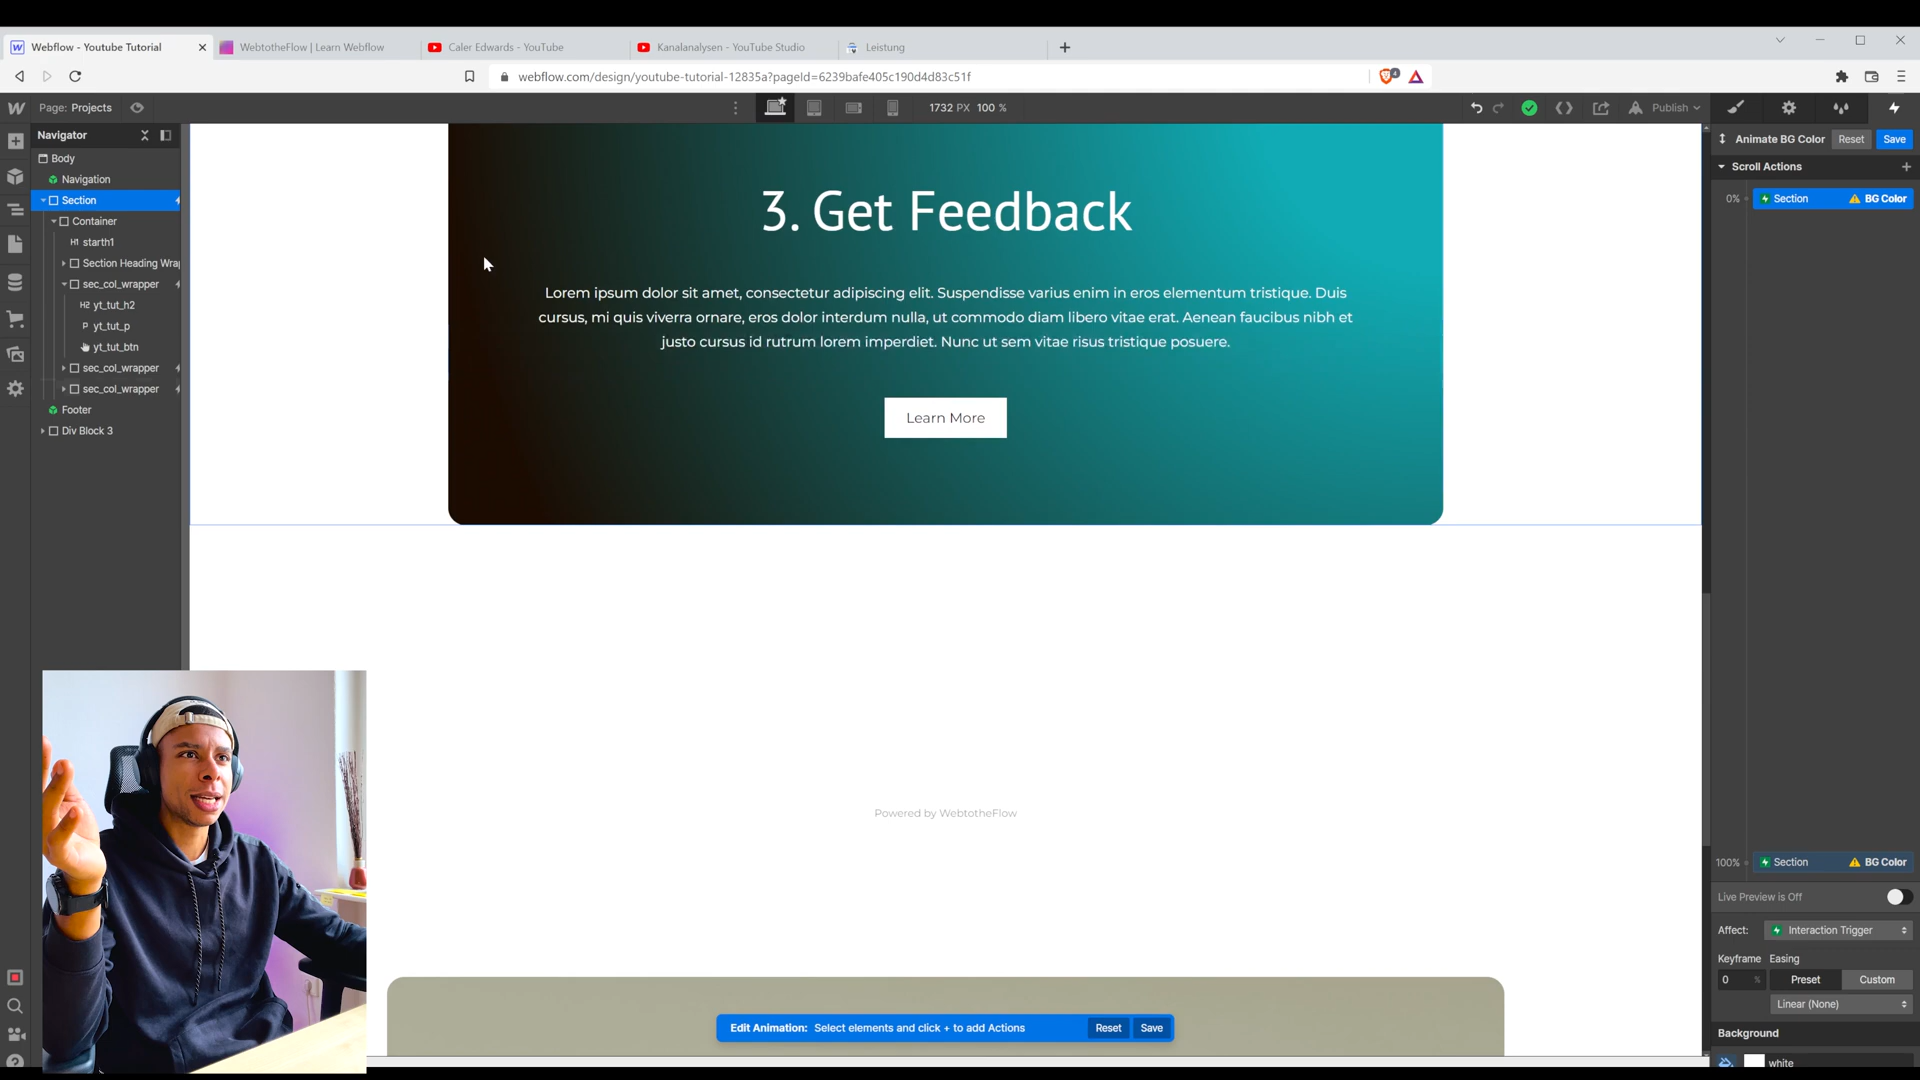 Webflow - Youtube Tutorial
WebtotheFlow | Learn Webflow
Caler Edwards - YouTube
Kanalanalysen - YouTube Studio
Leistung
webflow.com/design/youtube-tutorial-12835a?pageId=6239bafe405c190d4d83c51f
Page: Projects
1732 PX 100 %
Publish
Navigator
Body
Navigation
Section
Container
H1 starth1
Section Heading Wra
sec_col_wrapper
H2 yt_tut_h2
P yt_tut_p
yt_tut_btn
sec_col_wrapper
sec_col_wrapper
Footer
Div Block 3
3. Get Feedback
Lorem ipsum dolor sit amet, consectetur adipiscing elit. Suspendisse varius enim in eros elementum tristique. Duis
cursus, mi quis viverra ornare, eros dolor interdum nulla, ut commodo diam libero vitae erat. Aenean faucibus nibh et
justo cursus id rutrum lorem imperdiet. Nunc ut sem vitae risus tristique posuere.
Learn More
Powered by WebtotheFlow
Edit Animation: Select elements and click + to add Actions
Reset
Save
Animate BG Color
Reset
Save
Scroll Actions
0%
Section
BG Color
100%
Section
BG Color
Live Preview is Off
Affect:
Interaction Trigger
Keyframe
Easing
0 %
Preset
Custom
Linear (None)
Background
white